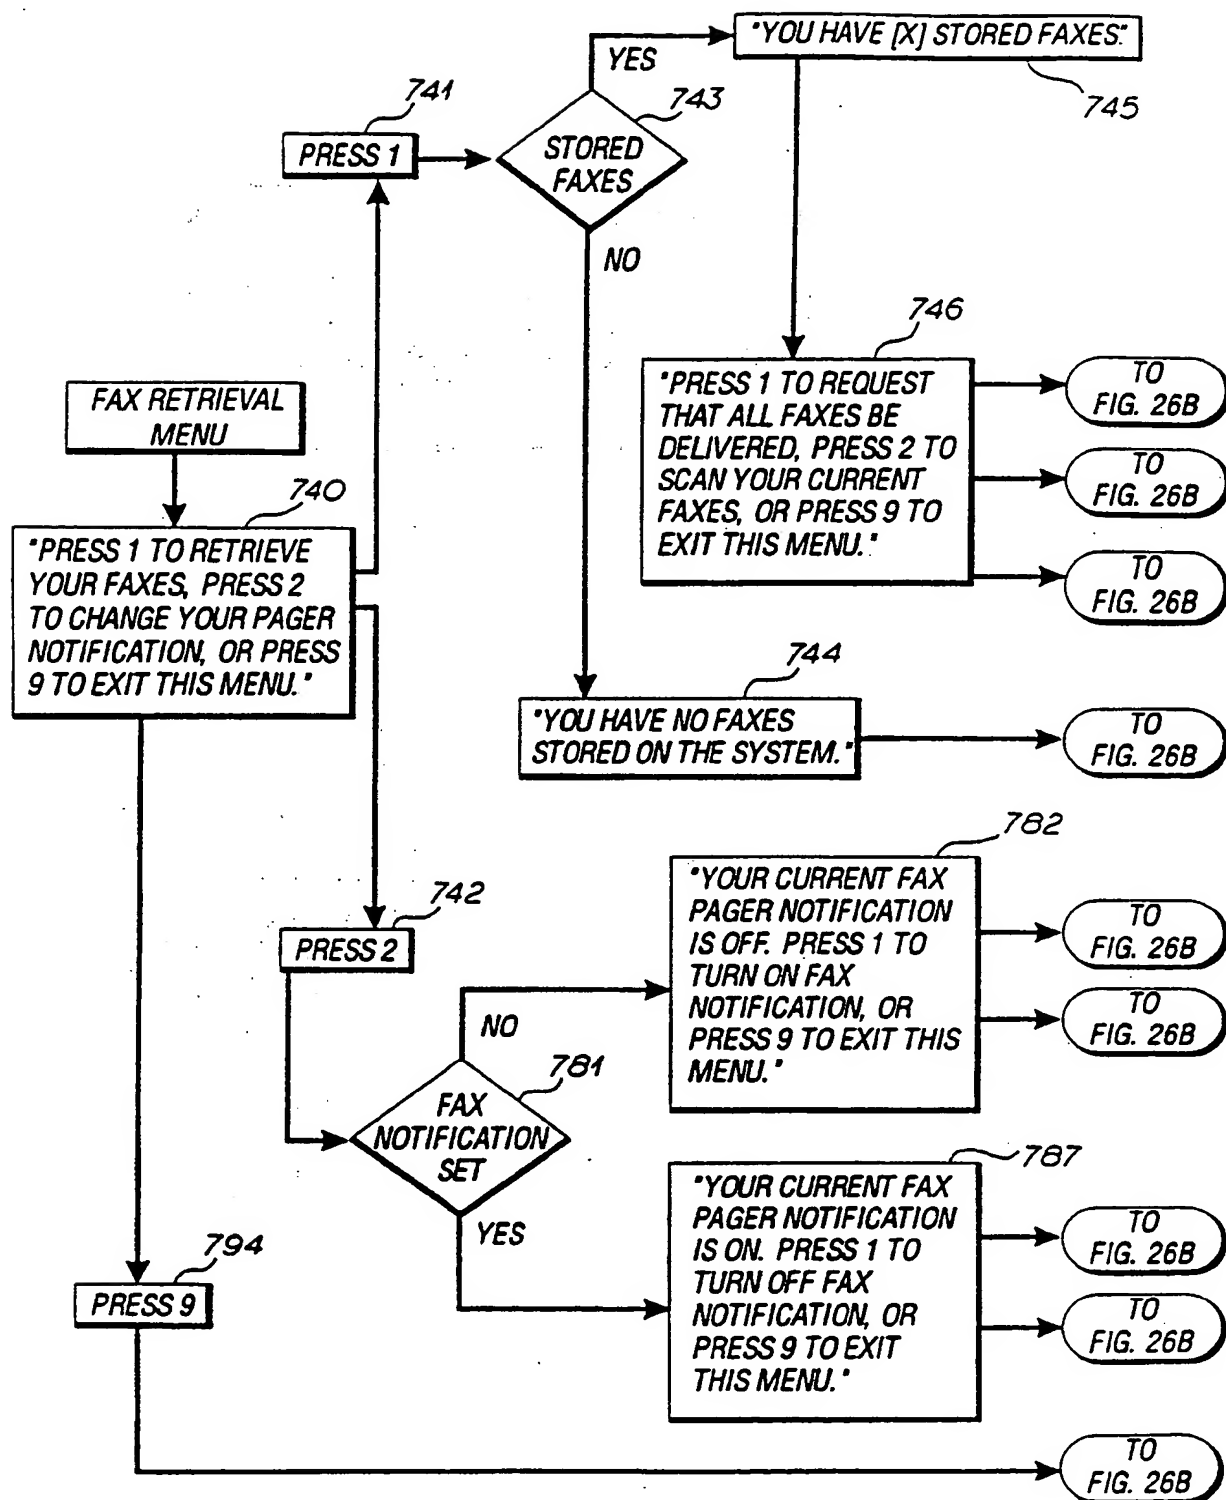 "YOU HAVE [X] STORED FAXES."
745
YES
741
743
PRESS 1
STORED
FAXES
NO
746
"PRESS 1 TO REQUEST
THAT ALL FAXES BE
DELIVERED, PRESS 2 TO
SCAN YOUR CURRENT
FAXES, OR PRESS 9 TO
EXIT THIS MENU."
TO
FIG. 26B
TO
FIG. 26B
TO
FIG. 26B
FAX RETRIEVAL
MENU
740
"PRESS 1 TO RETRIEVE
YOUR FAXES, PRESS 2
TO CHANGE YOUR PAGER
NOTIFICATION, OR PRESS
9 TO EXIT THIS MENU."
744
"YOU HAVE NO FAXES
STORED ON THE SYSTEM."
TO
FIG. 26B
782
"YOUR CURRENT FAX
PAGER NOTIFICATION
IS OFF. PRESS 1 TO
TURN ON FAX
NOTIFICATION, OR
PRESS 9 TO EXIT THIS
MENU."
TO
FIG. 26B
TO
FIG. 26B
742
PRESS 2
NO
781
FAX
NOTIFICATION
SET
YES
787
"YOUR CURRENT FAX
PAGER NOTIFICATION
IS ON. PRESS 1 TO
TURN OFF FAX
NOTIFICATION, OR
PRESS 9 TO EXIT
THIS MENU."
TO
FIG. 26B
TO
FIG. 26B
794
PRESS 9
TO
FIG. 26B